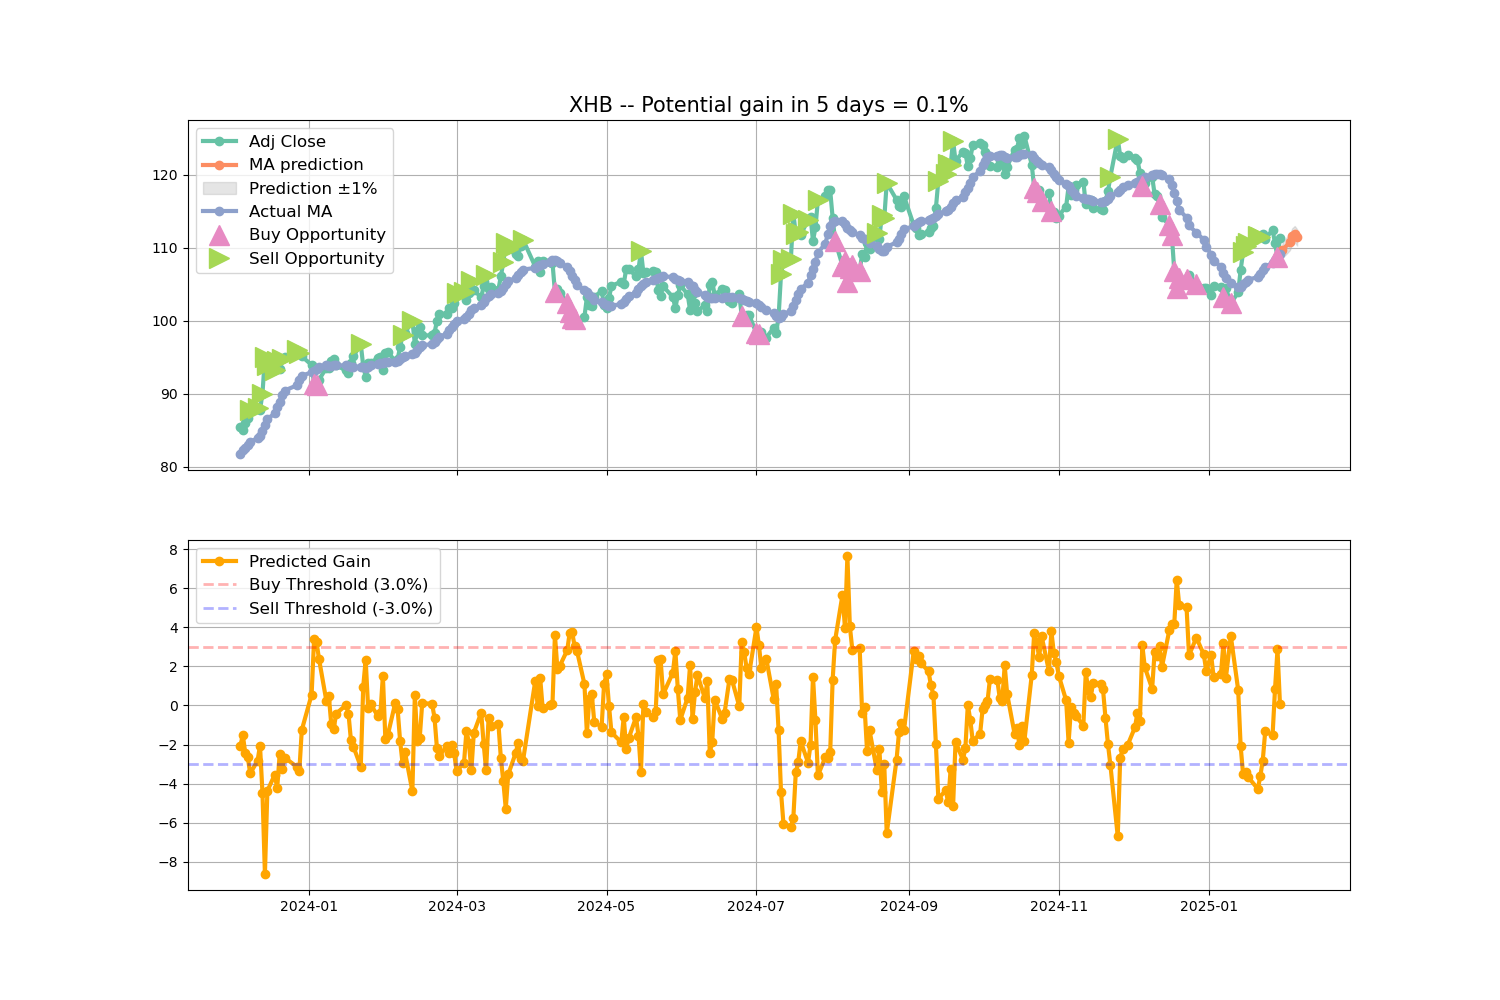 XHB -- Potential gain in 5 days = 0.1%
Adj Close
MA prediction
Prediction ±1%
Actual MA
Buy Opportunity
Sell Opportunity
120
110
100
90
80
Predicted Gain
Buy Threshold (3.0%)
Sell Threshold (-3.0%)
8
6
4
2
0
−2
−4
−6
−8
2024-01 2024-03 2024-05 2024-07 2024-09 2024-11 2025-01